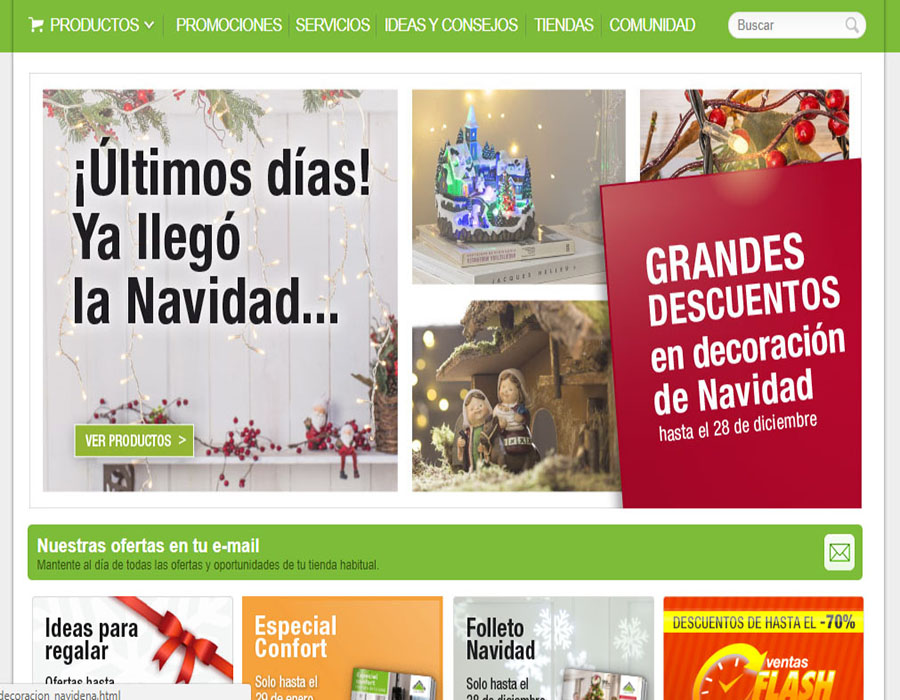 PRODUCTOS PROMOCIONES SERVICIOS IDEAS Y CONSEJOS TIENDAS COMUNIDAD Buscar
¡Últimos días!
Ya llegó
la Navidad...
VER PRODUCTOS >
JACQUES
GRANDES
DESCUENTOS
en decoración
de Navidad
hasta el 28 de diciembre
Nuestras ofertas en tu e-mail
Mantente al día de todas las ofertas y oportunidades de tu tienda habitual.
Ideas para
regalar
Ofertas hasta
Especial
Confort
Solo hasta el
29 de enero
Especial
confort
Folleto
Navidad
Solo hasta el
28 de diciembre
DESCUENTOS DE HASTA EL -70%
ventas
FLASH
decoracion_navidena.html